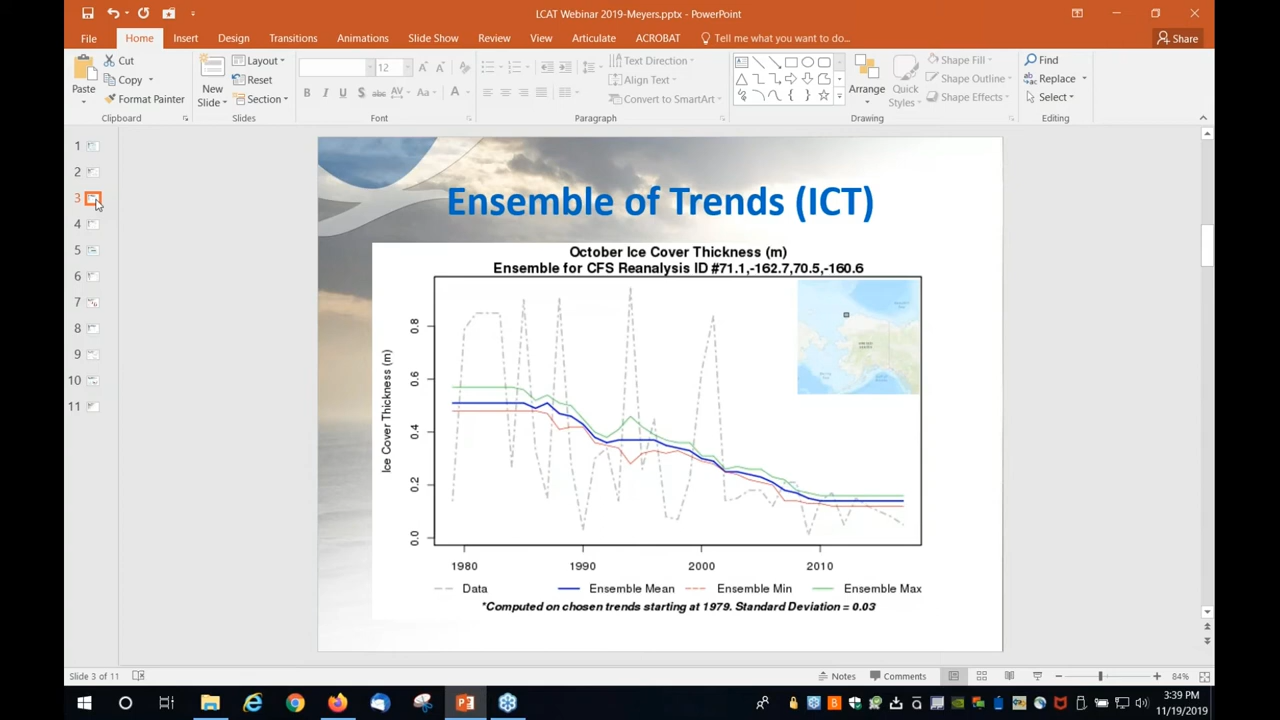 LCAT Webinar 2019-Meyers.pptx - PowerPoint
File Home Insert Design Transitions Animations Slide Show Review View Articulate ACROBAT Tell me what you want to do... Share
Paste
Cut
Copy
Format Painter
Clipboard
New Slide
Layout
Reset
Section
Slides
12
B I U S abc AV Aa A
Font
Text Direction
Align Text
Convert to SmartArt
Paragraph
Arrange
Quick Styles
Shape Fill
Shape Outline
Shape Effects
Drawing
Find
Replace
Select
Editing
1
2
3
4
5
6
7
8
9
10
11
Ensemble of Trends (ICT)
October Ice Cover Thickness (m)
Ensemble for CFS Reanalysis ID #71.1,-162.7,70.5,-160.6
Ice Cover Thickness (m)
0.8
0.6
0.4
0.2
0.0
1980 1990 2000 2010
Data Ensemble Mean Ensemble Min Ensemble Max
*Computed on chosen trends starting at 1979. Standard Deviation = 0.03
Slide 3 of 11 Notes Comments 84%
3:39 PM
11/19/2019